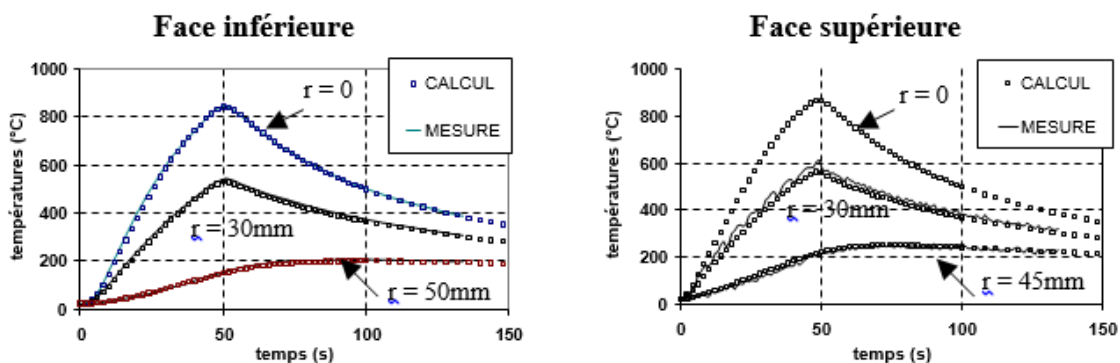 Face inférieure
températures (°C)
1000
800
600
400
200
0
0
50
100
150
temps (s)
CALCUL
MESURE
r = 0
r = 30mm
r = 50mm
Face supérieure
températures (°C)
1000
800
600
400
200
0
0
50
100
150
temps (s)
CALCUL
MESURE
r = 0
r = 30mm
r = 45mm